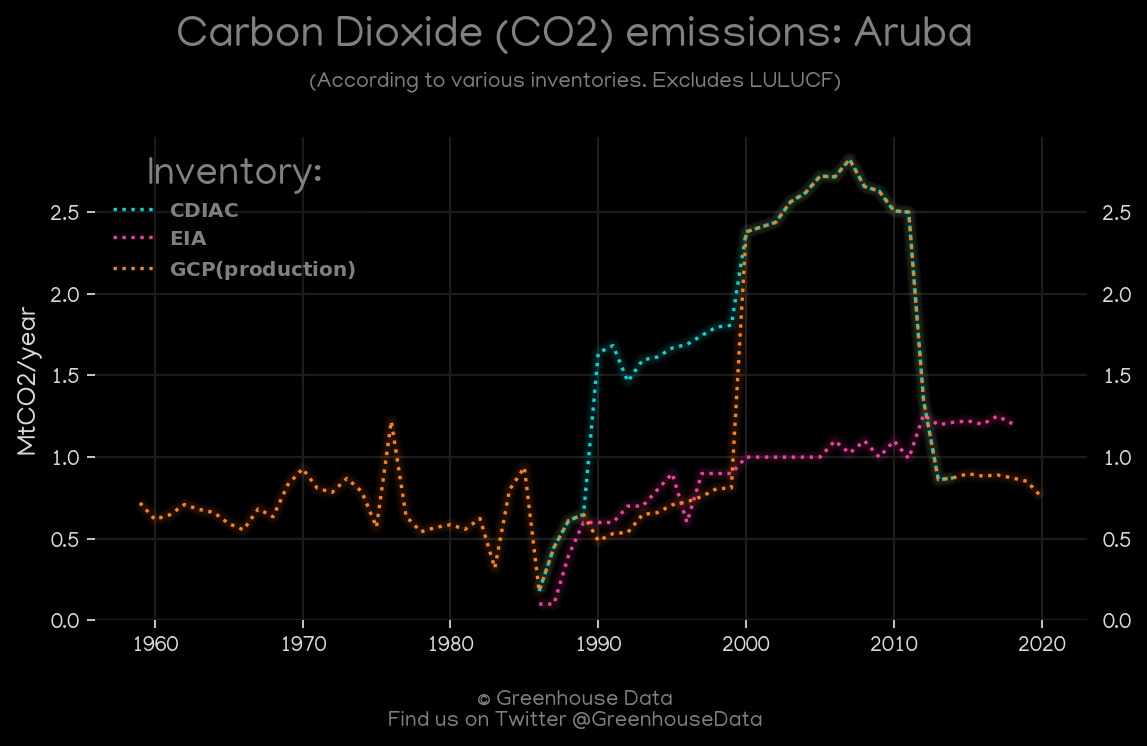 Carbon Dioxide (CO2) emissions: Aruba
(According to various inventories. Excludes LULUCF)
Inventory:
CDIAC
EIA
GCP(production)
MtCO2/year
2.5
2.0
1.5
1.0
0.5
0.0
2.5
2.0
1.5
1.0
0.5
0.0
1960 1970 1980 1990 2000 2010 2020
© Greenhouse Data
Find us on Twitter @GreenhouseData